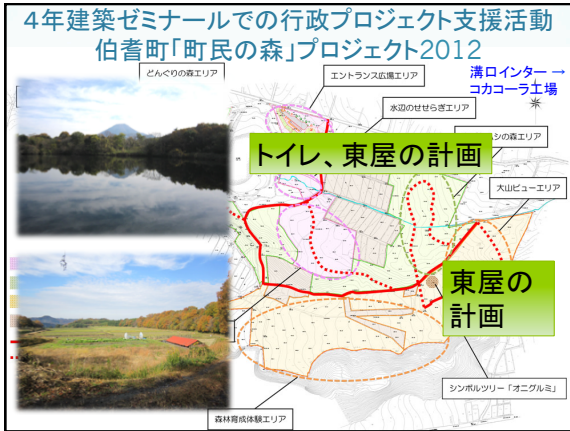 4年建築ゼミナールでの行政プロジェクト支援活動
伯耆町「町民の森」プロジェクト2012
どんぐりの森エリア
エントランス広場エリア
溝口インター →
コカコーラ工場
水辺のせせらぎエリア
シの森エリア
トイレ、東屋の計画
大山ビューエリア
東屋の
計画
シンボルツリー「オニグルミ」
森林育成体験エリア